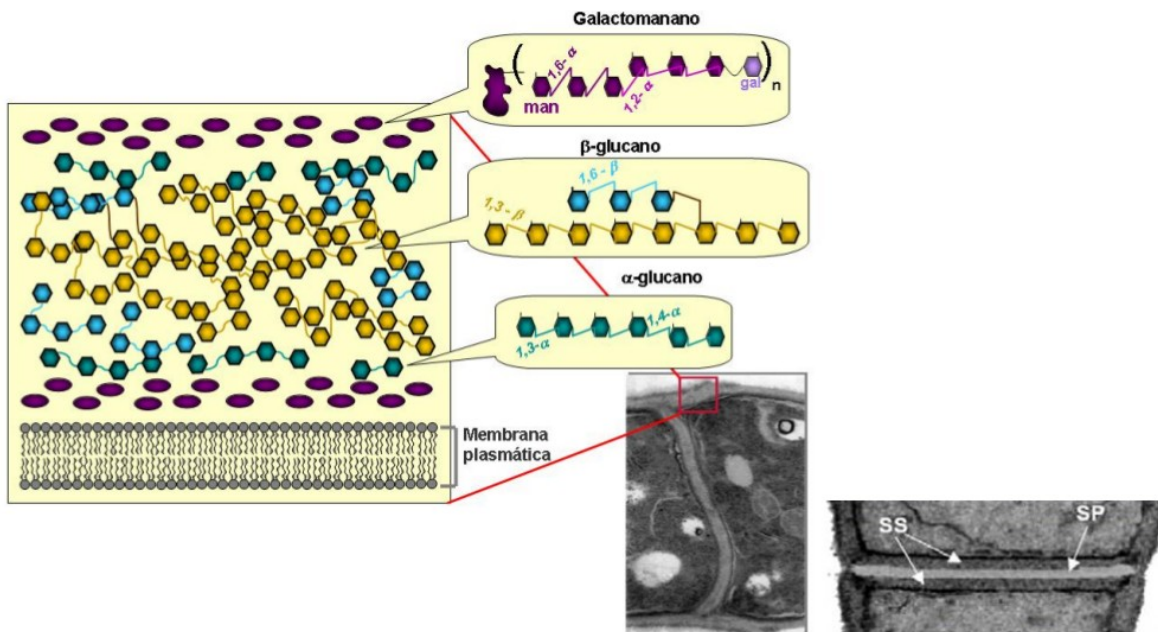 Galactomanano
1,6-α
man
1,2-α
gal
n
β-glucano
1,6-β
1,3-β
α-glucano
1,4-α
1,3-α
Membrana
plasmática
SS
SP